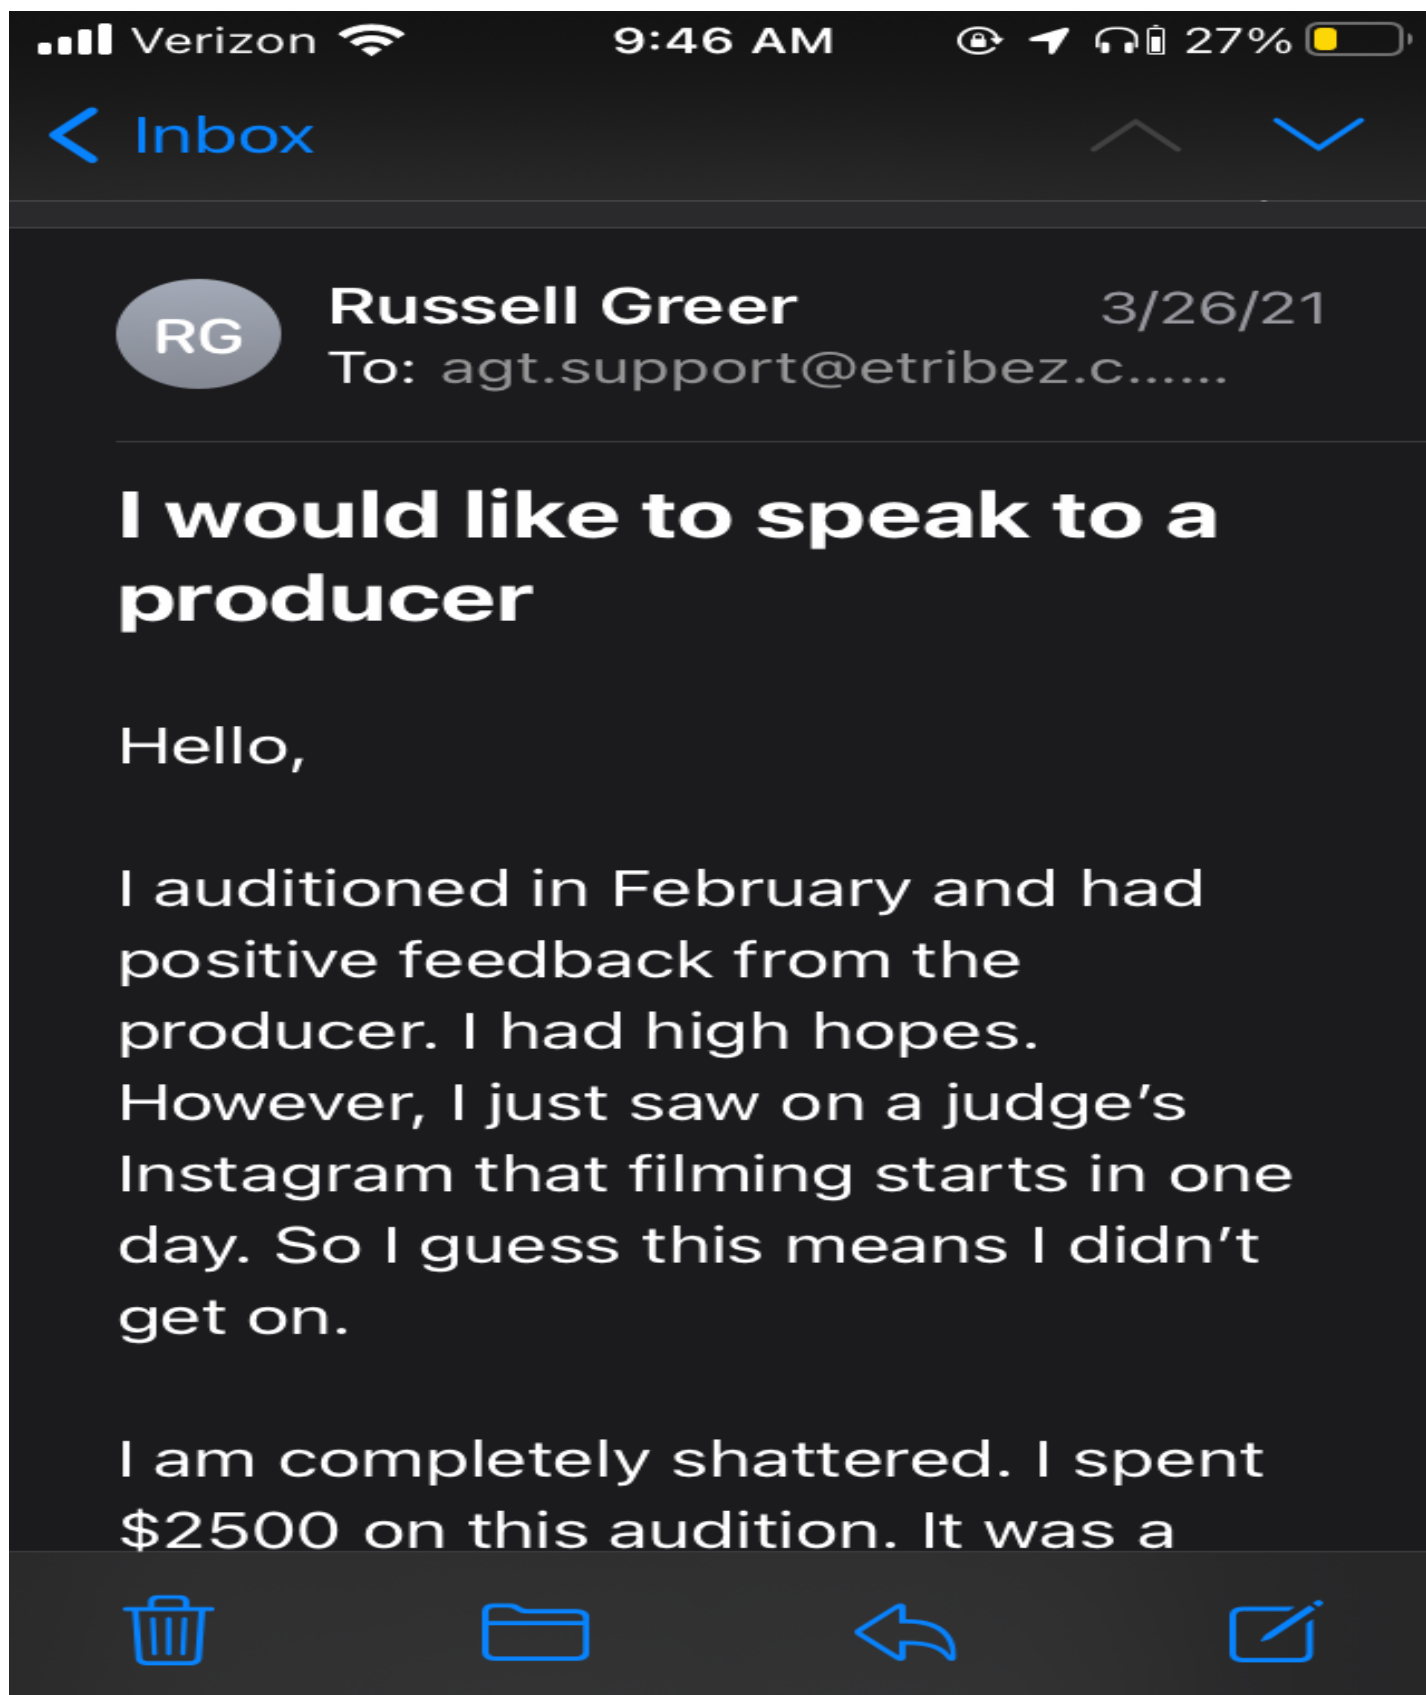 Verizon 9:46 AM 27%
Inbox
RG
Russell Greer 3/26/21
To: agt.support@etribez.c......
I would like to speak to a
producer
Hello,
I auditioned in February and had
positive feedback from the
producer. I had high hopes.
However, I just saw on a judge’s
Instagram that filming starts in one
day. So I guess this means I didn’t
get on.
I am completely shattered. I spent
$2500 on this audition. It was a